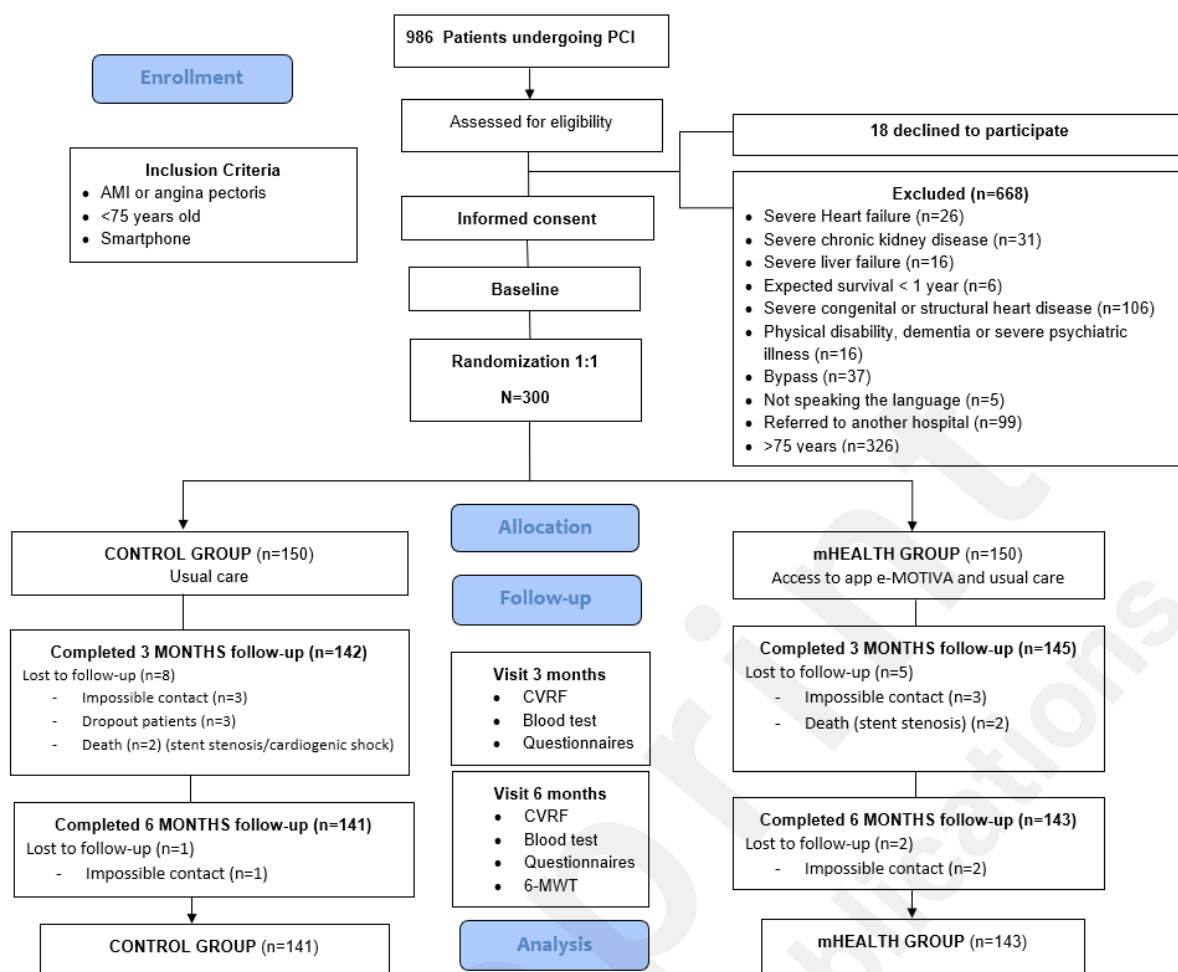 986 Patients undergoing PCI
Enrollment
Assessed for eligibility
18 declined to participate
Inclusion Criteria
• AMI or angina pectoris
• <75 years old
• Smartphone
Excluded (n=668)
• Severe Heart failure (n=26)
• Severe chronic kidney disease (n=31)
• Severe liver failure (n=16)
• Expected survival < 1 year (n=6)
• Severe congenital or structural heart disease (n=106)
• Physical disability, dementia or severe psychiatric
illness (n=16)
• Bypass (n=37)
• Not speaking the language (n=5)
• Referred to another hospital (n=99)
• >75 years (n=326)
Informed consent
Baseline
Randomization 1:1
N=300
Allocation
CONTROL GROUP (n=150)
Usual care
mHEALTH GROUP (n=150)
Access to app e-MOTIVA and usual care
Follow-up
Completed 3 MONTHS follow-up (n=142)
Lost to follow-up (n=8)
- Impossible contact (n=3)
- Dropout patients (n=3)
- Death (n=2) (stent stenosis/cardiogenic shock)
Visit 3 months
• CVRF
• Blood test
• Questionnaires
Completed 3 MONTHS follow-up (n=145)
Lost to follow-up (n=5)
- Impossible contact (n=3)
- Death (stent stenosis) (n=2)
Completed 6 MONTHS follow-up (n=141)
Lost to follow-up (n=1)
- Impossible contact (n=1)
Visit 6 months
• CVRF
• Blood test
• Questionnaires
• 6-MWT
Completed 6 MONTHS follow-up (n=143)
Lost to follow-up (n=2)
- Impossible contact (n=2)
CONTROL GROUP (n=141)
Analysis
mHEALTH GROUP (n=143)